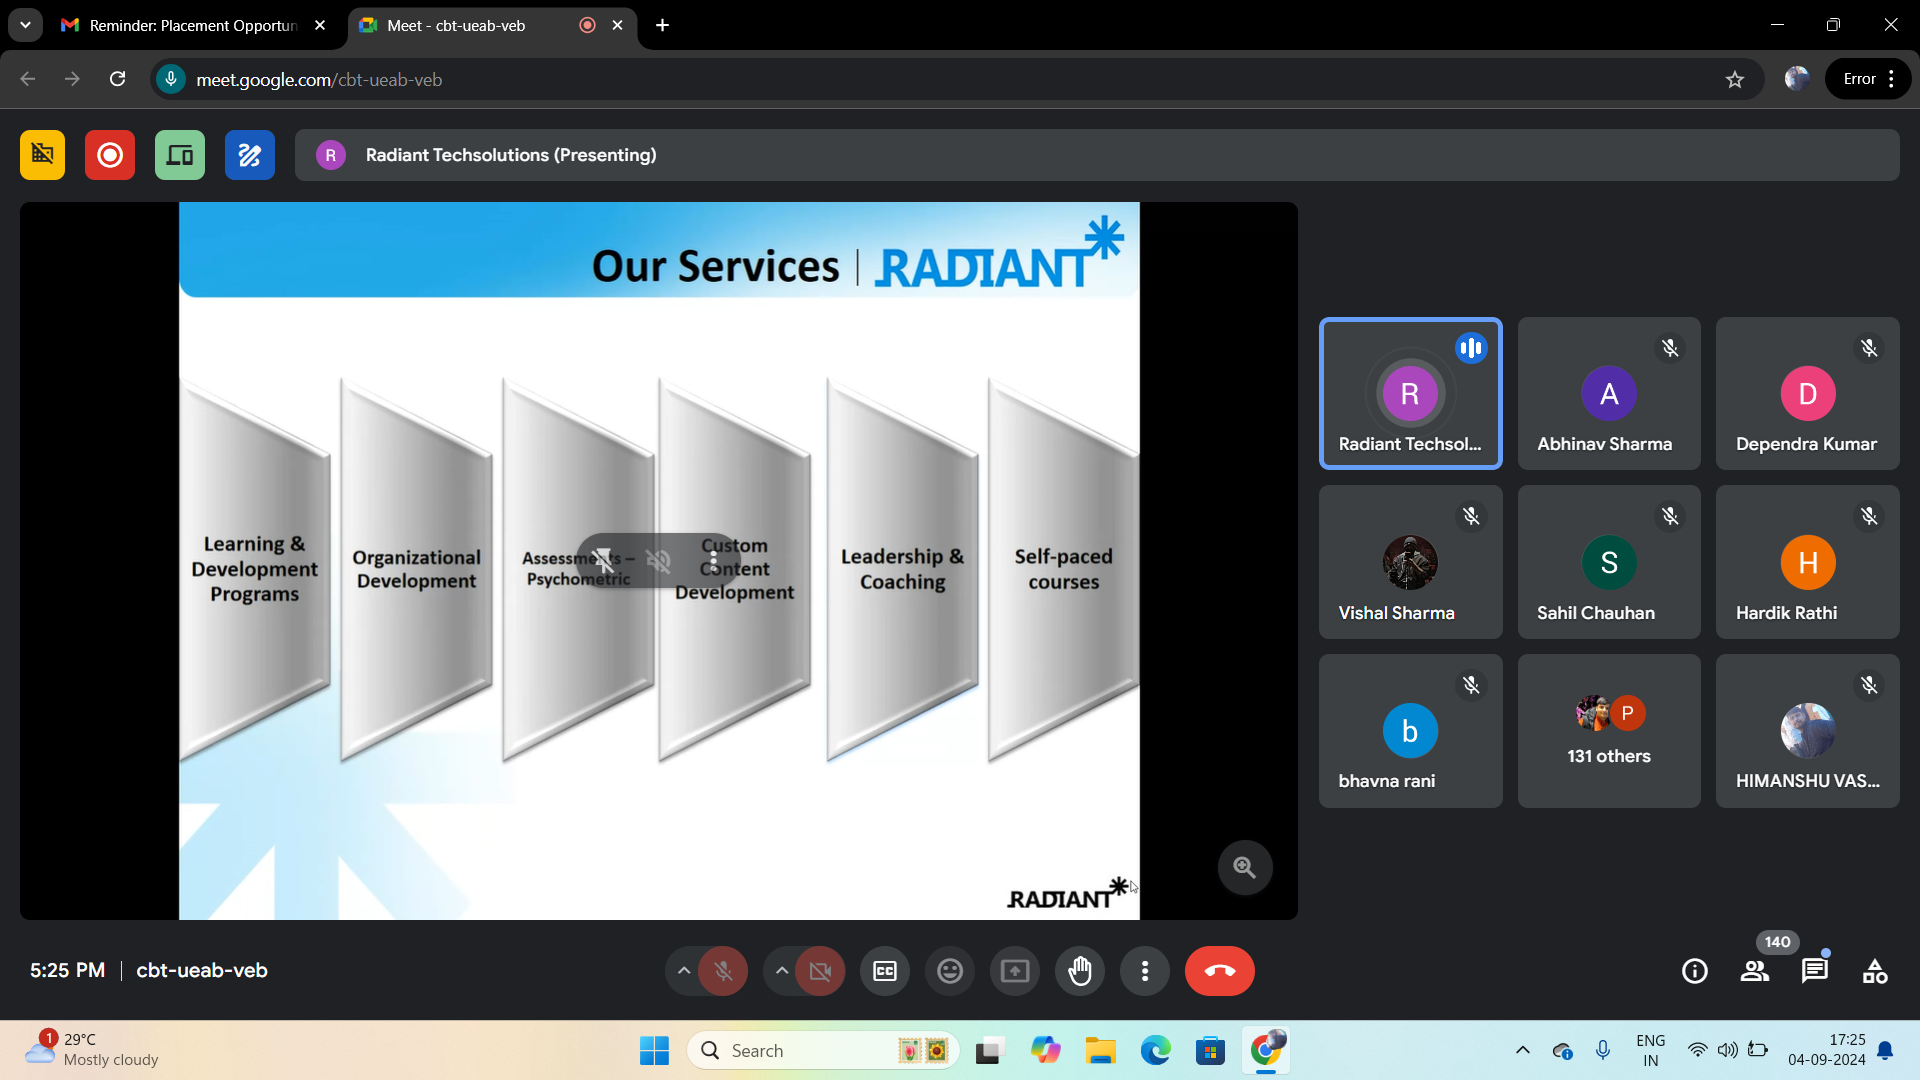 Reminder: Placement Opportun
Meet - cbt-ueab-veb
meet.google.com/cbt-ueab-veb
Error
R
Radiant Techsolutions (Presenting)
Our Services | RADIANT
Learning &
Development
Programs
Organizational
Development
Assessments –
Psychometric
Custom
Content
Development
Leadership &
Coaching
Self-paced
courses
RADIANT
R
Radiant Techsol...
A
Abhinav Sharma
D
Dependra Kumar
Vishal Sharma
S
Sahil Chauhan
H
Hardik Rathi
b
bhavna rani
P
131 others
HIMANSHU VAS...
5:25 PM | cbt-ueab-veb
CC
140
1
29°C
Mostly cloudy
Search
ENG
IN
17:25
04-09-2024